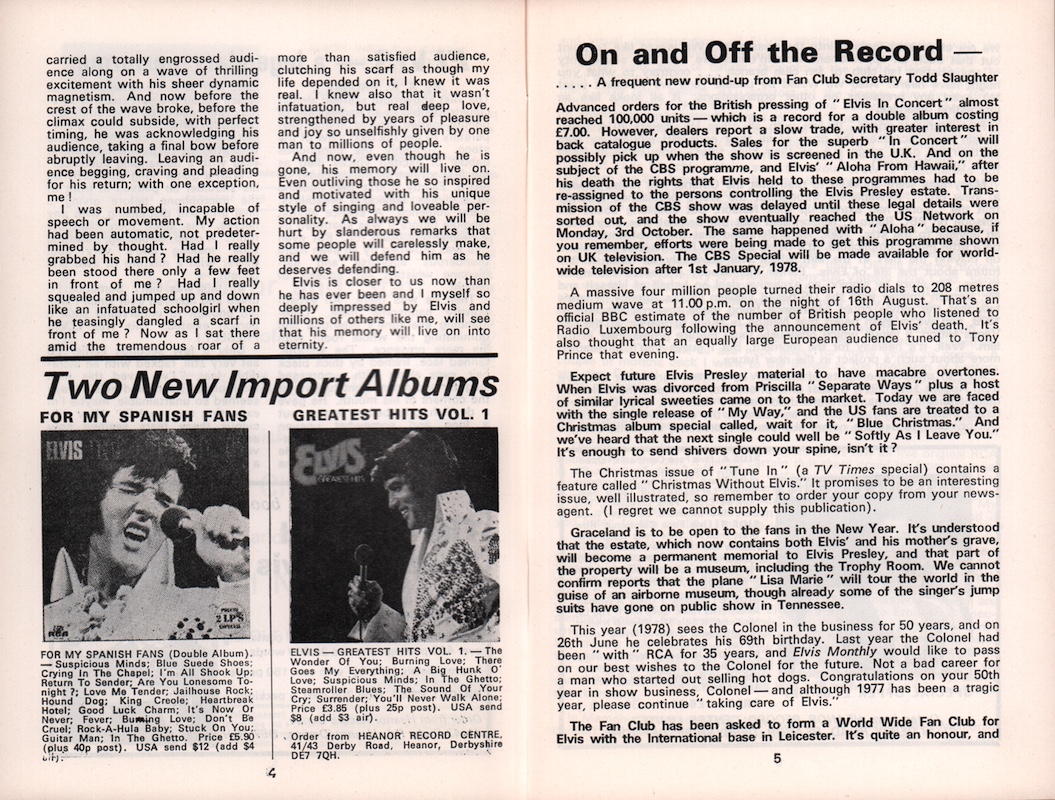 carried a totally engrossed audi-
ence along on a wave of thrilling
excitement with his sheer dynamic
magnetism. And now before the
crest of the wave broke, before the
climax could subside, with perfect
timing, he was acknowledging his
audience, taking a final bow before
abruptly leaving. Leaving an audi-
ence begging, craving and pleading
for his return; with one exception,
me !
I was numbed, incapable of
speech or movement. My action
had been automatic, not predeter-
mined by thought. Had I really
grabbed his hand ? Had he really
been stood there only a few feet
in front of me ? Had I really
squealed and jumped up and down
like an infatuated schoolgirl when
he teasingly dangled a scarf in
front of me ? Now as I sat there
amid the tremendous roar of a
more than satisfied audience,
clutching his scarf as though my
life depended on it, I knew it was
real. I knew also that it wasn't
infatuation, but real deep love,
strengthened by years of pleasure
and joy so unselfishly given by one
man to millions of people.
And now, even though he is
gone, his memory will live on.
Even outliving those he so inspired
and motivated with his unique
style of singing and loveable per-
sonality. As always we will be
hurt by slanderous remarks that
some people will carelessly make,
and we will defend him as he
deserves defending.
Elvis is closer to us now than
he has ever been and I myself so
deeply impressed by Elvis and
millions of others like me, will see
that his memory will live on into
eternity.
Two New Import Albums
FOR MY SPANISH FANS
ELVIS
2 LP'S
RCA
FOR MY SPANISH FANS (Double Album).
— Suspicious Minds; Blue Suede Shoes;
Crying In The Chapel; I'm All Shook Up;
Return To Sender; Are You Lonesome To-
night ?; Love Me Tender; Jailhouse Rock;
Hound Dog; King Creole; Heartbreak
Hotel; Good Luck Charm; It's Now Or
Never; Fever; Burning Love; Don't Be
Cruel; Rock-A-Hula Baby; Stuck On You;
Guitar Man; In The Ghetto. Price £5.90
(plus 40p post). USA send $12 (add $4
air).
GREATEST HITS VOL. 1
ELVIS
GREATEST HITS
ELVIS — GREATEST HITS VOL. 1. — The
Wonder Of You; Burning Love; There
Goes My Everything; A Big Hunk O'
Love; Suspicious Minds; In The Ghetto;
Steamroller Blues; The Sound Of Your
Cry; Surrender; You'll Never Walk Alone;
Price £3.85 (plus 25p post). USA send
$8 (add $3 air).
Order from HEANOR RECORD CENTRE,
41/43 Derby Road, Heanor, Derbyshire
DE7 7QH.
4
On and Off the Record —
. . . . . A frequent new round-up from Fan Club Secretary Todd Slaughter
Advanced orders for the British pressing of "Elvis In Concert" almost
reached 100,000 units — which is a record for a double album costing
£7.00. However, dealers report a slow trade, with greater interest in
back catalogue products. Sales for the superb "In Concert" will
possibly pick up when the show is screened in the U.K. And on the
subject of the CBS programme, and Elvis' "Aloha From Hawaii," after
his death the rights that Elvis held to these programmes had to be
re-assigned to the persons controlling the Elvis Presley estate. Trans-
mission of the CBS show was delayed until these legal details were
sorted out, and the show eventually reached the US Network on
Monday, 3rd October. The same happened with "Aloha" because, if
you remember, efforts were being made to get this programme shown
on UK television. The CBS Special will be made available for world-
wide television after 1st January, 1978.
A massive four million people turned their radio dials to 208 metres
medium wave at 11.00 p.m. on the night of 16th August. That's an
official BBC estimate of the number of British people who listened to
Radio Luxembourg following the announcement of Elvis' death. It's
also thought that an equally large European audience tuned to Tony
Prince that evening.
Expect future Elvis Presley material to have macabre overtones.
When Elvis was divorced from Priscilla "Separate Ways" plus a host
of similar lyrical sweeties came on to the market. Today we are faced
with the single release of "My Way," and the US fans are treated to a
Christmas album special called, wait for it, "Blue Christmas." And
we've heard that the next single could well be "Softly As I Leave You."
It's enough to send shivers down your spine, isn't it ?
The Christmas issue of "Tune In" (a TV Times special) contains a
feature called "Christmas Without Elvis." It promises to be an interesting
issue, well illustrated, so remember to order your copy from your news-
agent. (I regret we cannot supply this publication).
Graceland is to be open to the fans in the New Year. It's understood
that the estate, which now contains both Elvis' and his mother's grave,
will become a permanent memorial to Elvis Presley, and that part of
the property will be a museum, including the Trophy Room. We cannot
confirm reports that the plane "Lisa Marie" will tour the world in the
guise of an airborne museum, though already some of the singer's jump
suits have gone on public show in Tennessee.
This year (1978) sees the Colonel in the business for 50 years, and on
26th June he celebrates his 69th birthday. Last year the Colonel had
been "with" RCA for 35 years, and Elvis Monthly would like to pass
on our best wishes to the Colonel for the future. Not a bad career for
a man who started out selling hot dogs. Congratulations on your 50th
year in show business, Colonel — and although 1977 has been a tragic
year, please continue "taking care of Elvis."
The Fan Club has been asked to form a World Wide Fan Club for
Elvis with the International base in Leicester. It's quite an honour, and
5